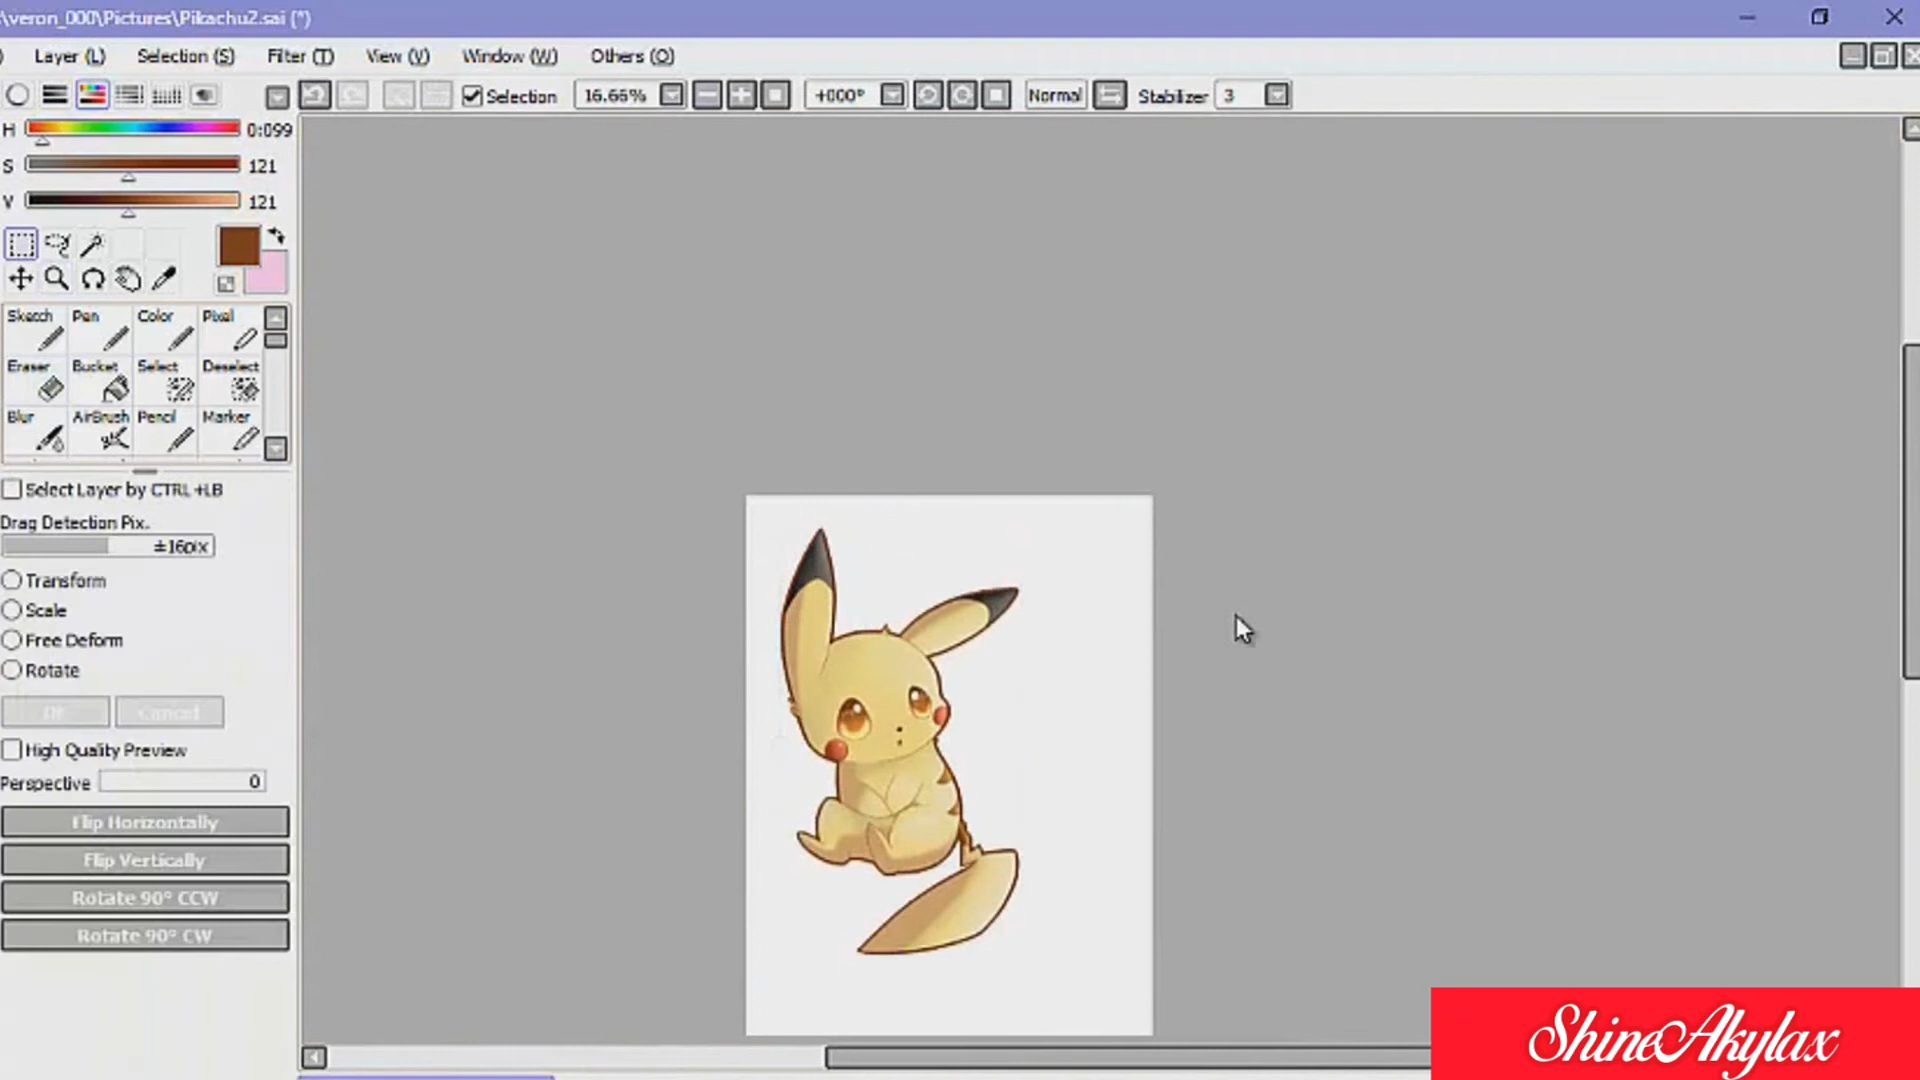 :\veron_000\Pictures\Pikachu2.sai (*)
) Layer (L) Selection (S) Filter (T) View (V) Window (W) Others (O)
Selection 16.66% +000° Normal Stabilizer 3
H 0:099
S 121
V 121
Sketch Pen Color Pixel
Eraser Bucket Select Deselect
Blur AirBrush Pencil Marker
Select Layer by CTRL+LB
Drag Detection Pix.
±16pix
Transform
Scale
Free Deform
Rotate
OK Cancel
High Quality Preview
Perspective 0
Flip Horizontally
Flip Vertically
Rotate 90° CCW
Rotate 90° CW
ShineAkylax